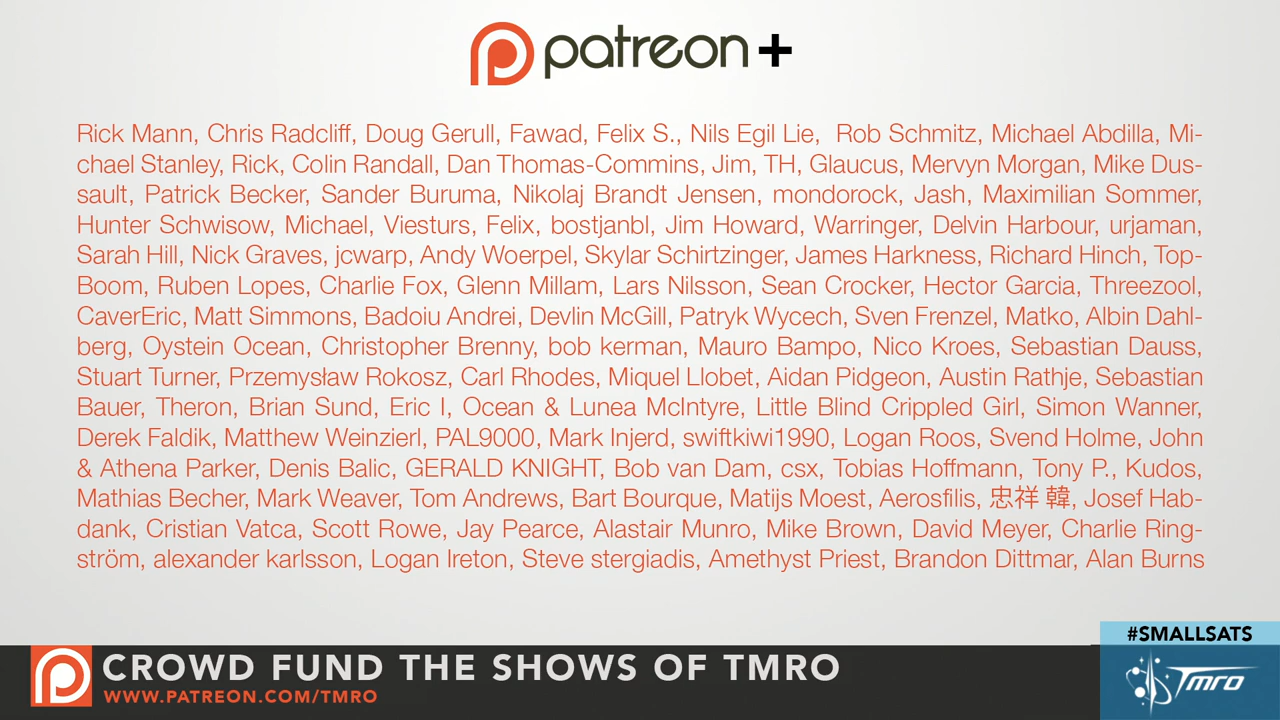 patreon +
Rick Mann, Chris Radcliff, Doug Gerull, Fawad, Felix S., Nils Egil Lie, Rob Schmitz, Michael Abdilla, Mi-
chael Stanley, Rick, Colin Randall, Dan Thomas-Commins, Jim, TH, Glaucus, Mervyn Morgan, Mike Dus-
sault, Patrick Becker, Sander Buruma, Nikolaj Brandt Jensen, mondorock, Jash, Maximilian Sommer,
Hunter Schwisow, Michael, Viesturs, Felix, bostjanbl, Jim Howard, Warringer, Delvin Harbour, urjaman,
Sarah Hill, Nick Graves, jcwarp, Andy Woerpel, Skylar Schirtzinger, James Harkness, Richard Hinch, Top-
Boom, Ruben Lopes, Charlie Fox, Glenn Millam, Lars Nilsson, Sean Crocker, Hector Garcia, Threezool,
CaverEric, Matt Simmons, Badoiu Andrei, Devlin McGill, Patryk Wycech, Sven Frenzel, Matko, Albin Dahl-
berg, Oystein Ocean, Christopher Brenny, bob kerman, Mauro Bampo, Nico Kroes, Sebastian Dauss,
Stuart Turner, Przemysław Rokosz, Carl Rhodes, Miquel Llobet, Aidan Pidgeon, Austin Rathje, Sebastian
Bauer, Theron, Brian Sund, Eric I, Ocean & Lunea McIntyre, Little Blind Crippled Girl, Simon Wanner,
Derek Faldik, Matthew Weinzierl, PAL9000, Mark Injerd, swiftkiwi1990, Logan Roos, Svend Holme, John
& Athena Parker, Denis Balic, GERALD KNIGHT, Bob van Dam, csx, Tobias Hoffmann, Tony P., Kudos,
Mathias Becher, Mark Weaver, Tom Andrews, Bart Bourque, Matijs Moest, Aerosfilis, 忠祥 韓, Josef Hab-
dank, Cristian Vatca, Scott Rowe, Jay Pearce, Alastair Munro, Mike Brown, David Meyer, Charlie Ring-
ström, alexander karlsson, Logan Ireton, Steve stergiadis, Amethyst Priest, Brandon Dittmar, Alan Burns
#SMALLSATS
CROWD FUND THE SHOWS OF TMRO
WWW.PATREON.COM/TMRO
Tmro